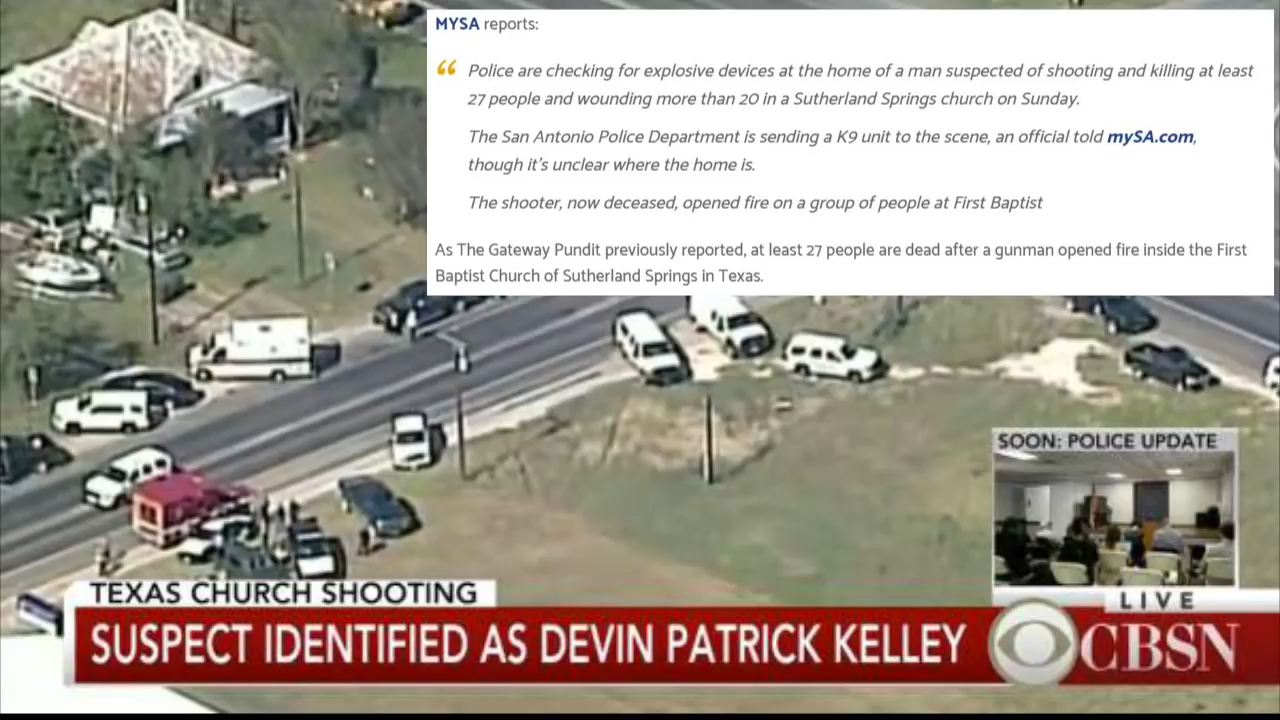 MYSA reports:
“ Police are checking for explosive devices at the home of a man suspected of shooting and killing at least
27 people and wounding more than 20 in a Sutherland Springs church on Sunday.
The San Antonio Police Department is sending a K9 unit to the scene, an official told mySA.com,
though it's unclear where the home is.
The shooter, now deceased, opened fire on a group of people at First Baptist
As The Gateway Pundit previously reported, at least 27 people are dead after a gunman opened fire inside the First
Baptist Church of Sutherland Springs in Texas.
SOON: POLICE UPDATE
TEXAS CHURCH SHOOTING
LIVE
SUSPECT IDENTIFIED AS DEVIN PATRICK KELLEY
CBSN